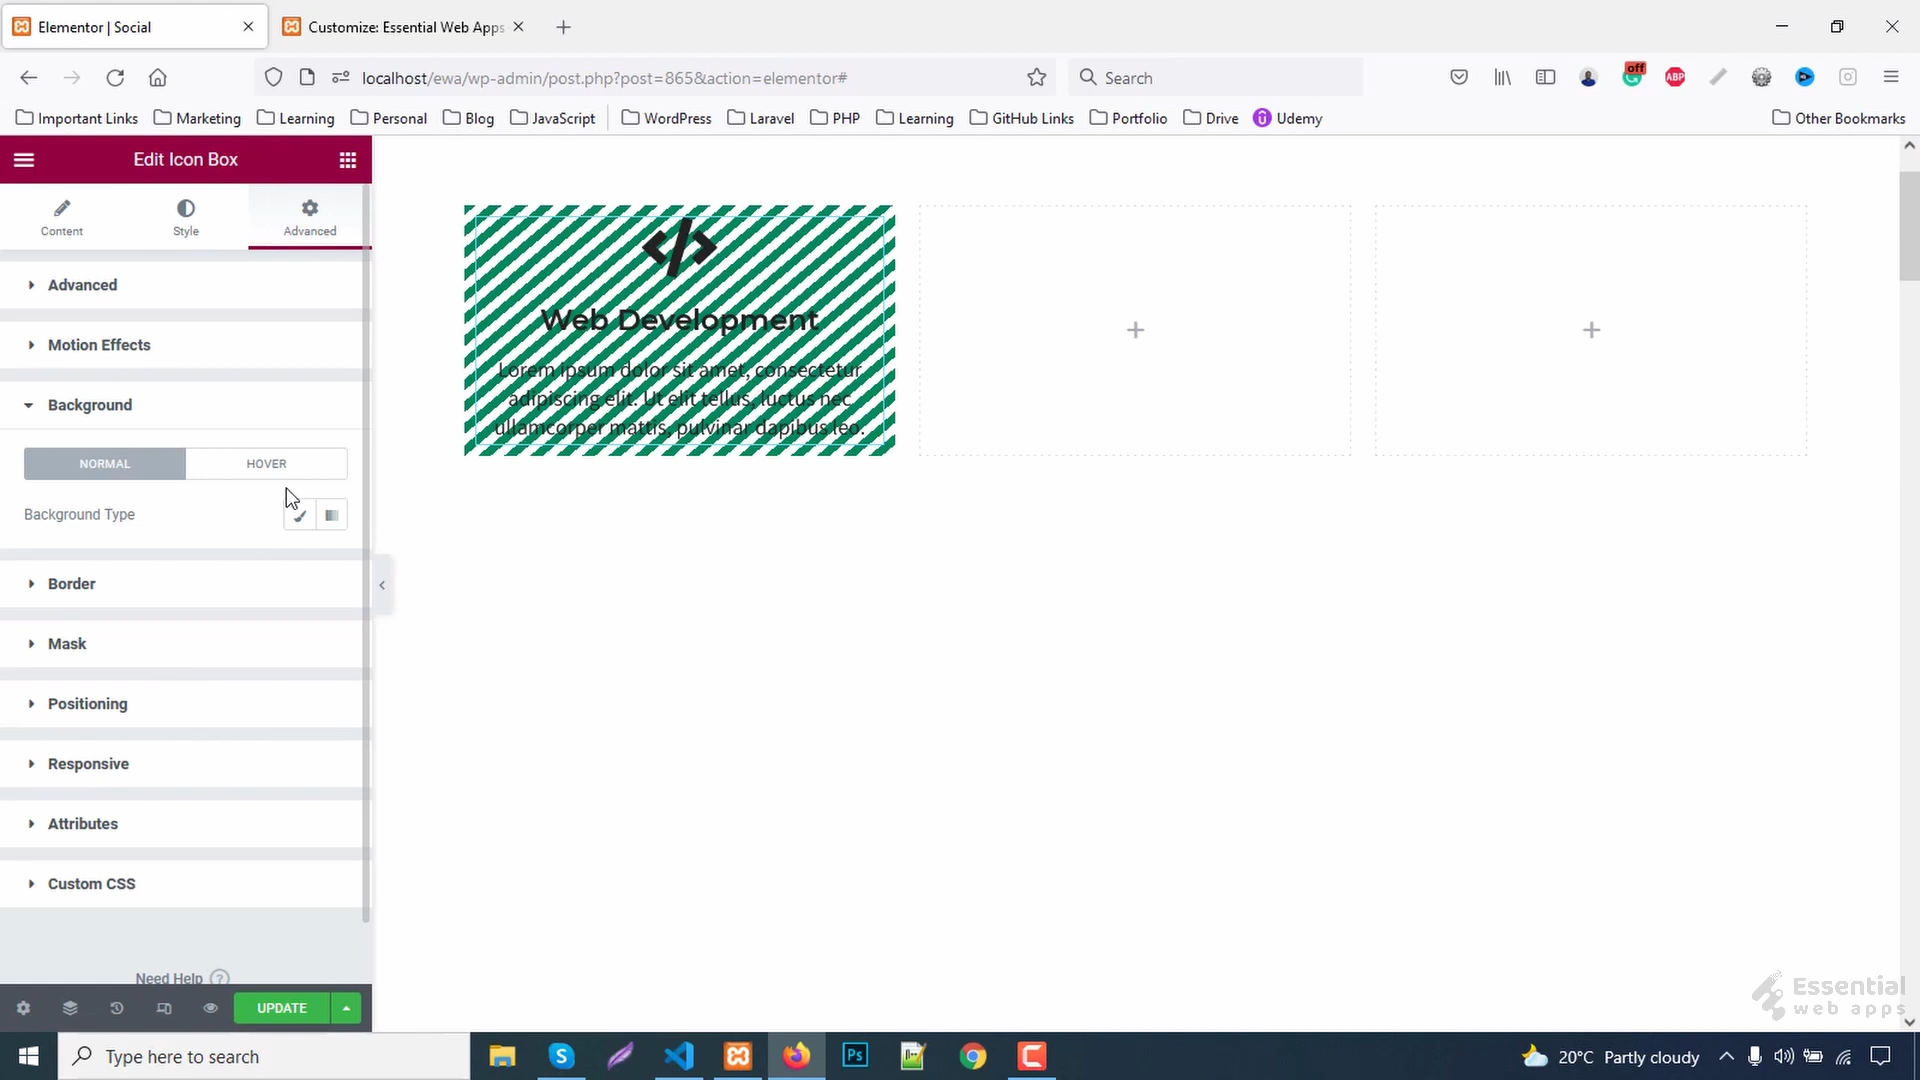 Elementor | Social
Customize: Essential Web Apps
localhost/ewa/wp-admin/post.php?post=865&action=elementor#
Search
off
ABP
Important Links
Marketing
Learning
Personal
Blog
JavaScript
WordPress
Laravel
PHP
Learning
GitHub Links
Portfolio
Drive
Udemy
Other Bookmarks
Edit Icon Box
Content
Style
Advanced
Advanced
Motion Effects
Background
NORMAL
HOVER
Background Type
Border
Mask
Positioning
Responsive
Attributes
Custom CSS
Need Help ?
UPDATE
Web Development
Lorem ipsum dolor sit amet, consectetur
adipiscing elit. Ut elit tellus, luctus nec
ullamcorper mattis, pulvinar dapibus leo.
Essential
web apps
Type here to search
S
Ps
20°C Partly cloudy